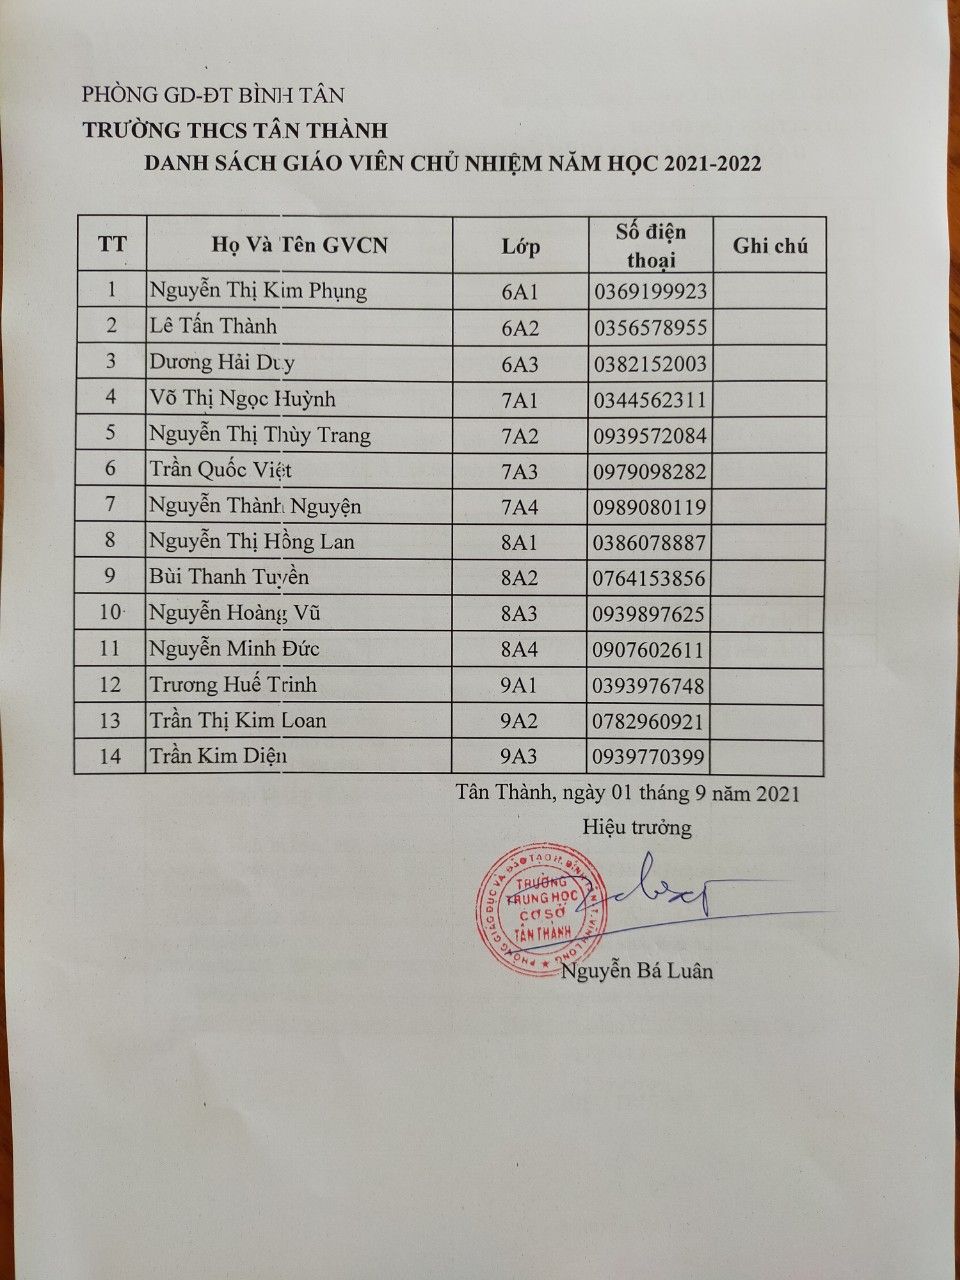 PHÒNG GD-ĐT BÌNH TÂN
TRƯỜNG THCS TÂN THÀNH
DANH SÁCH GIÁO VIÊN CHỦ NHIỆM NĂM HỌC 2021-2022
TT Họ Và Tên GVCN Lớp Số điện thoại Ghi chú
1 Nguyễn Thị Kim Phụng 6A1 0369199923
2 Lê Tấn Thành 6A2 0356578955
3 Dương Hải Duy 6A3 0382152003
4 Võ Thị Ngọc Huỳnh 7A1 0344562311
5 Nguyễn Thị Thùy Trang 7A2 0939572084
6 Trần Quốc Việt 7A3 0979098282
7 Nguyễn Thành Nguyện 7A4 0989080119
8 Nguyễn Thị Hồng Lan 8A1 0386078887
9 Bùi Thanh Tuyền 8A2 0764153856
10 Nguyễn Hoàng Vũ 8A3 0939897625
11 Nguyễn Minh Đức 8A4 0907602611
12 Trương Huế Trinh 9A1 0393976748
13 Trần Thị Kim Loan 9A2 0782960921
14 Trần Kim Diện 9A3 0939770399
Tân Thành, ngày 01 tháng 9 năm 2021
Hiệu trưởng
PHÒNG GIÁO DỤC VÀ ĐÀO TẠO H. BÌNH TÂN T. VĨNH LONG
TRƯỜNG
TRUNG HỌC
CƠ SỞ
TÂN THÀNH
Nguyễn Bá Luân